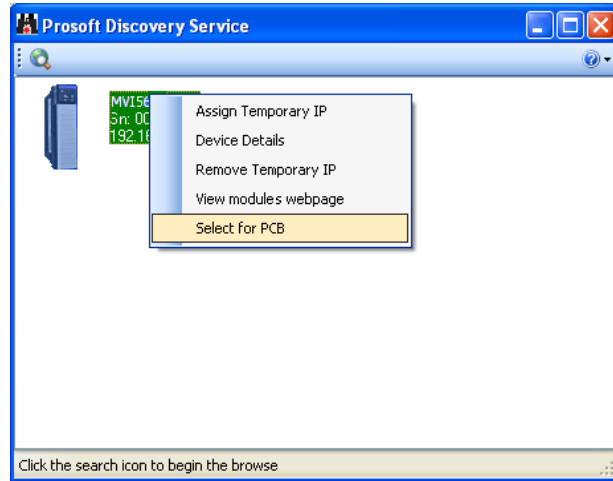 Prosoft Discovery Service
MVI56
Sn: 00
192.16
Assign Temporary IP
Device Details
Remove Temporary IP
View modules webpage
Select for PCB
Click the search icon to begin the browse